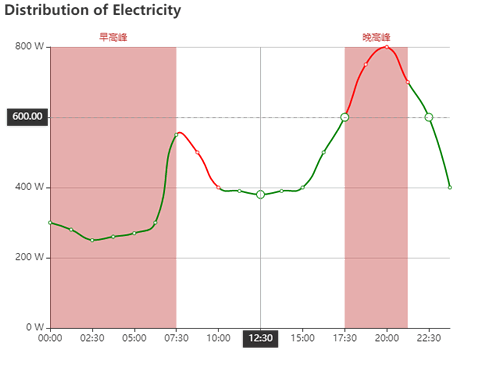 Distribution of Electricity
早高峰 晚高峰
800 W
600.00
400 W
200 W
0 W
00:00 02:30 05:00 07:30 10:00 12:30 15:00 17:30 20:00 22:30